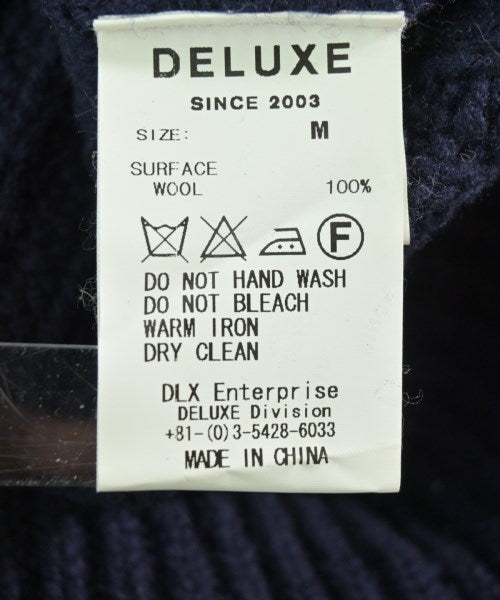 DELUXE
SINCE 2003
SIZE: M
SURFACE
WOOL 100%
F
DO NOT HAND WASH
DO NOT BLEACH
WARM IRON
DRY CLEAN
DLX Enterprise
DELUXE Division
+81-(0)3-5428-6033
MADE IN CHINA